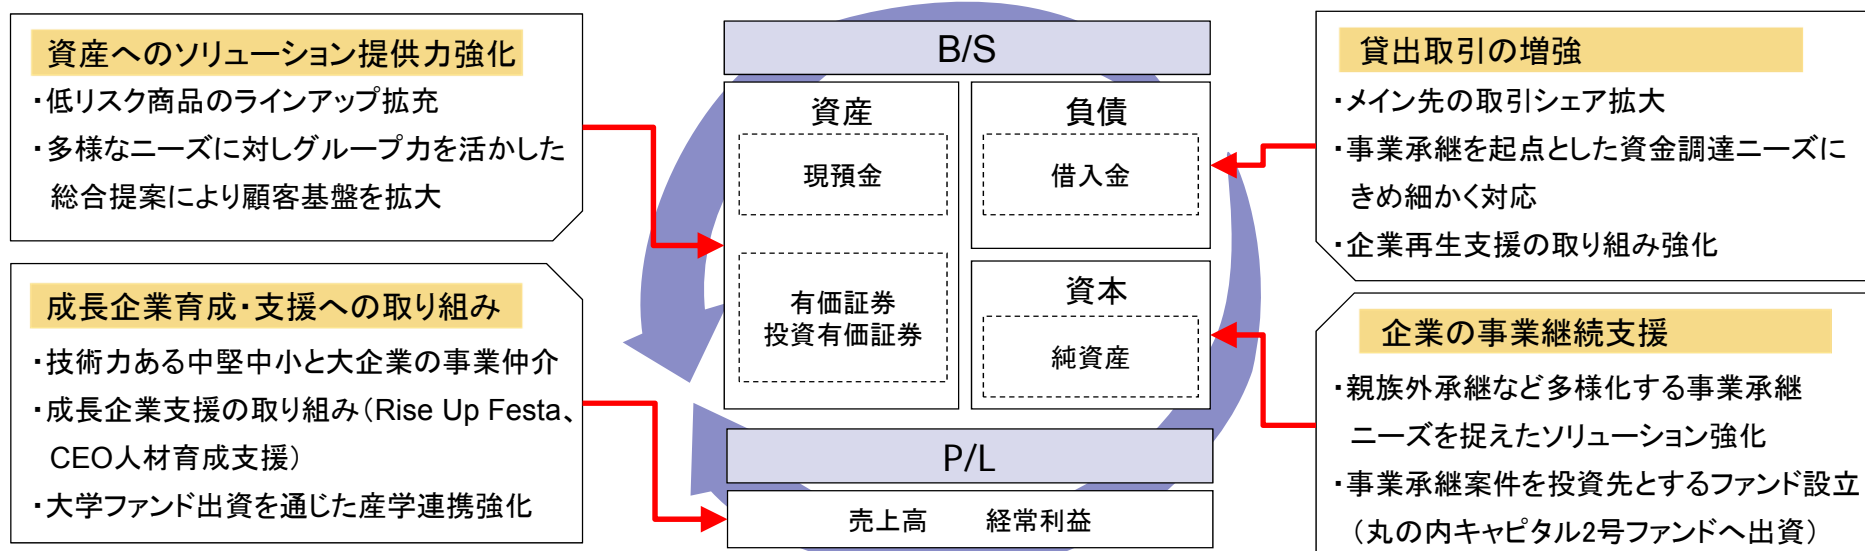 資産へのソリューション提供力強化
・低リスク商品のラインアップ拡充
・多様なニーズに対しグループ力を活かした
総合提案により顧客基盤を拡大
成長企業育成・支援への取り組み
・技術力ある中堅中小と大企業の事業仲介
・成長企業支援の取り組み（Rise Up Festa、
CEO人材育成支援）
・大学ファンド出資を通じた産学連携強化
B/S
資産
現預金
有価証券
投資有価証券
負債
借入金
資本
純資産
P/L
売上高 経常利益
貸出取引の増強
・メイン先の取引シェア拡大
・事業承継を起点とした資金調達ニーズに
きめ細かく対応
・企業再生支援の取り組み強化
企業の事業継続支援
・親族外承継など多様化する事業承継
ニーズを捉えたソリューション強化
・事業承継案件を投資先とするファンド設立
（丸の内キャピタル2号ファンドへ出資）